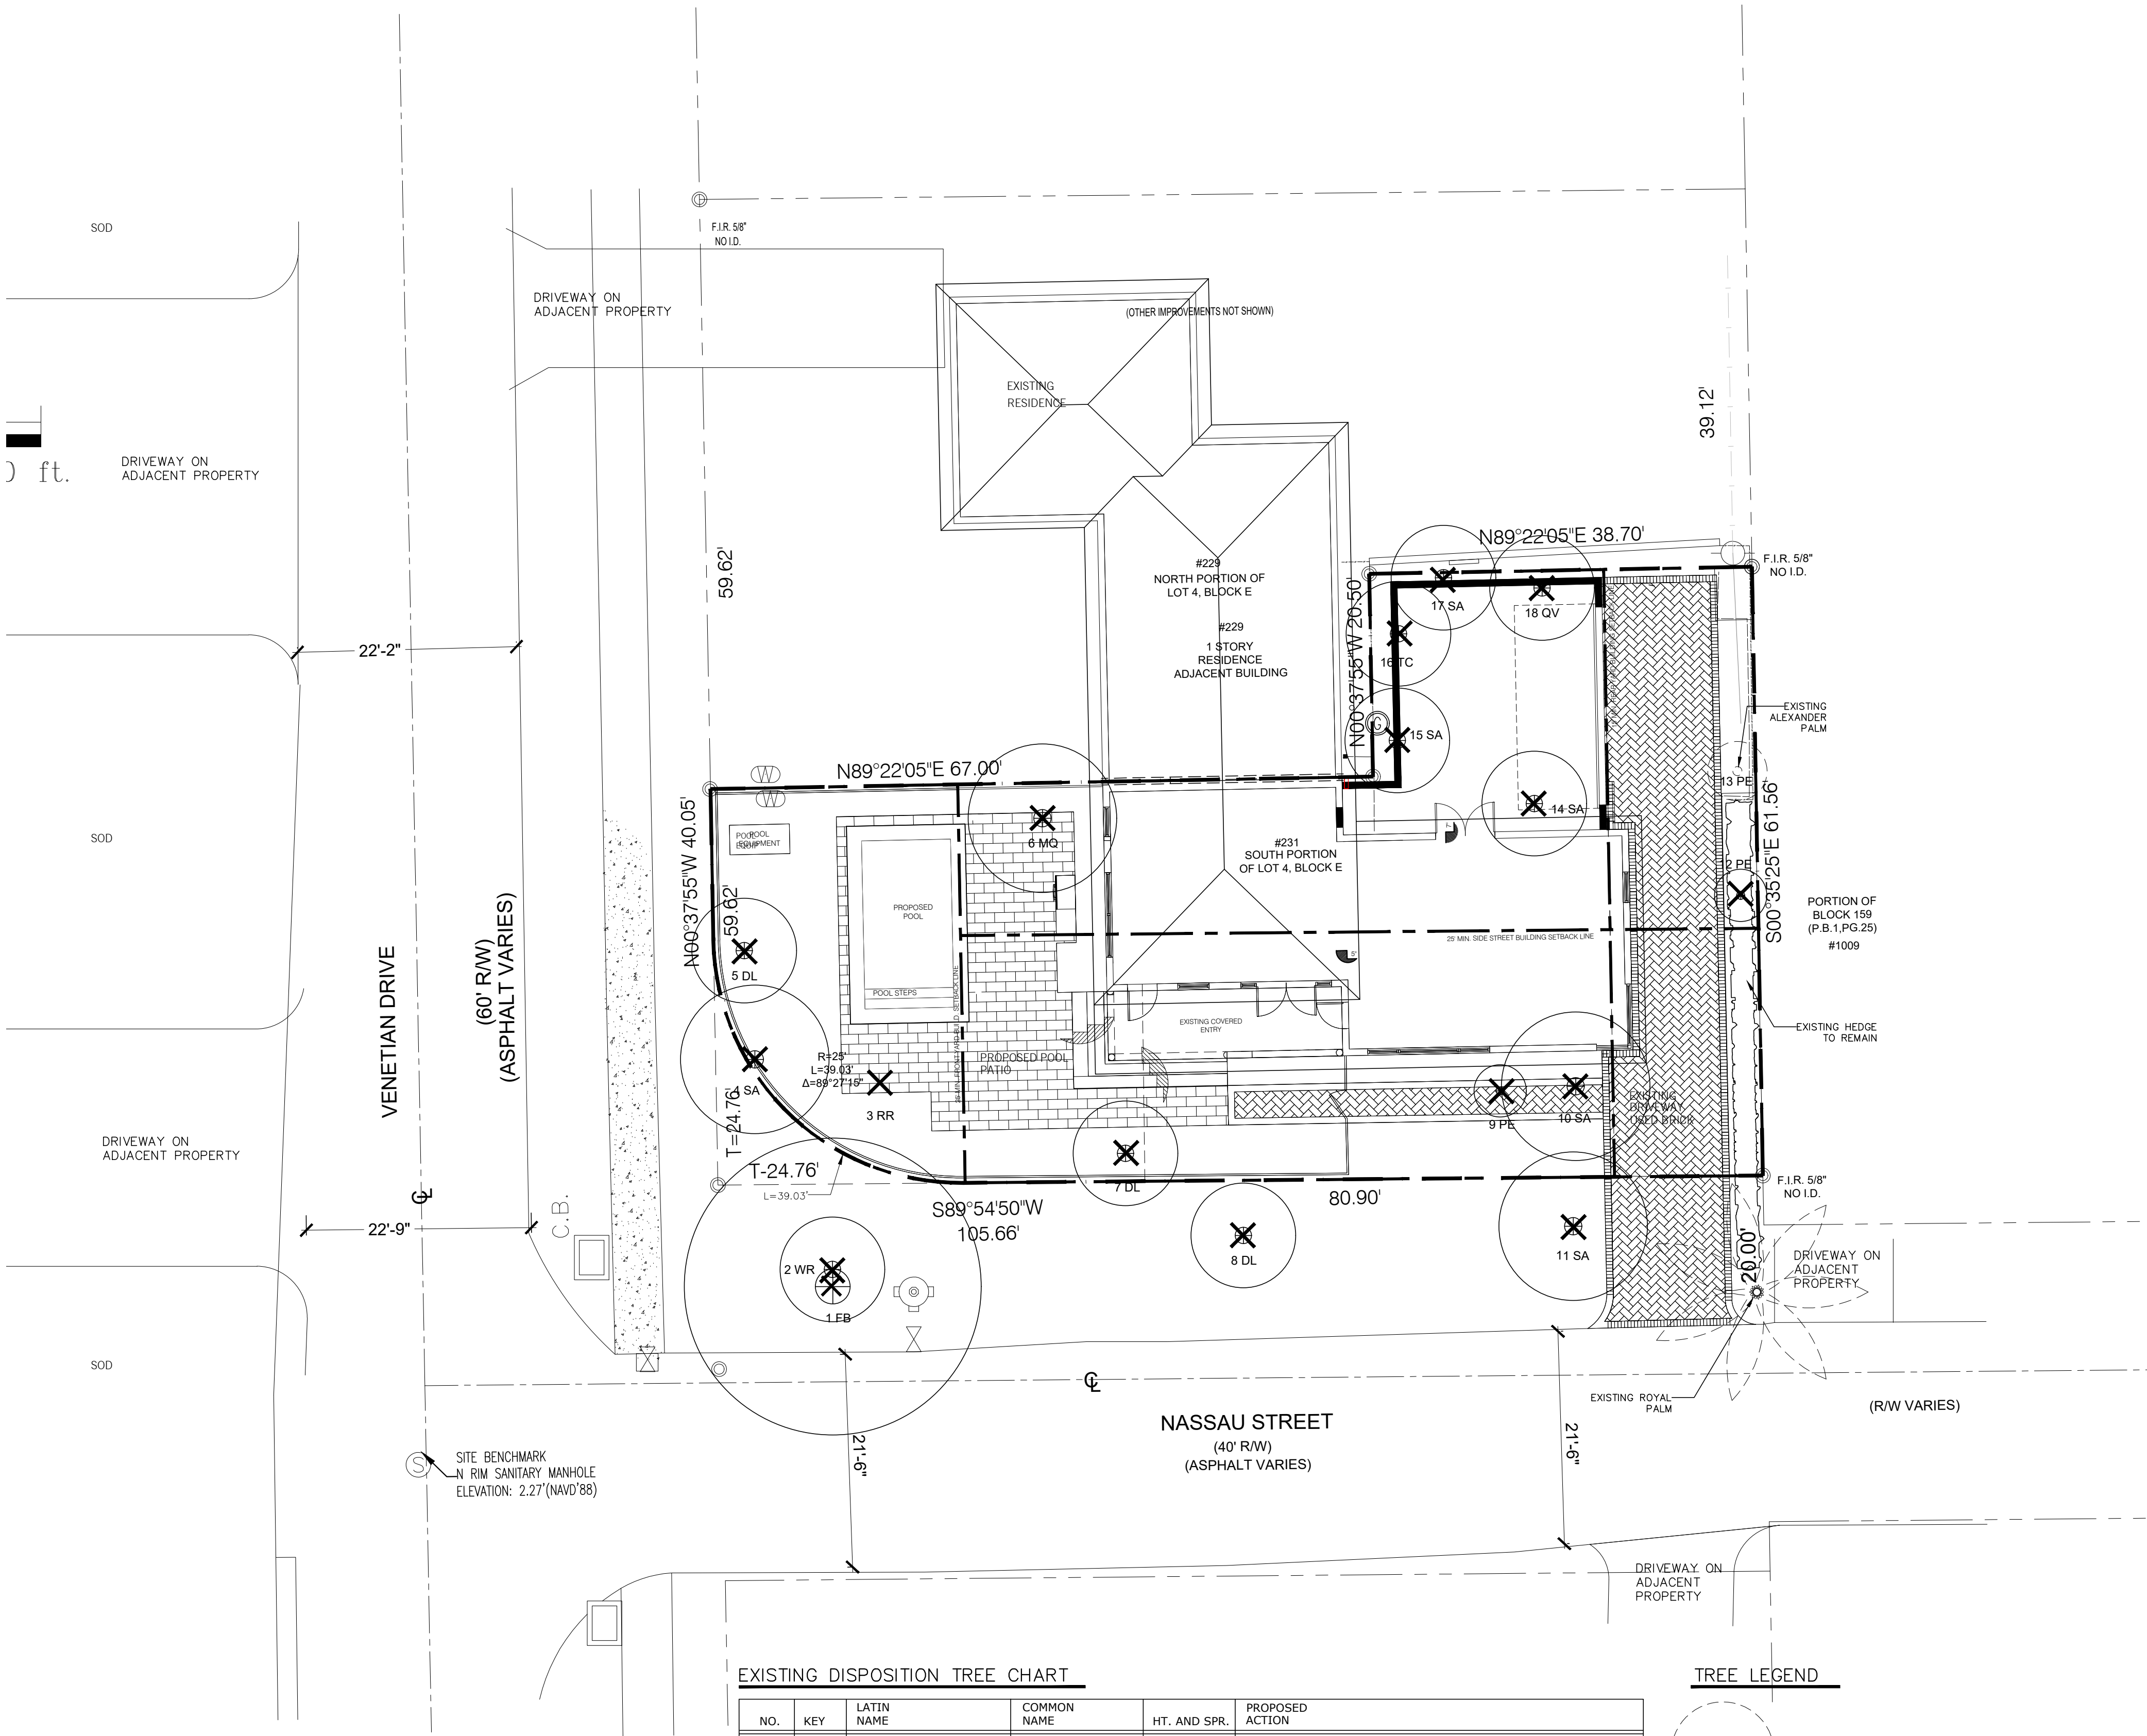 SOD
F.I.R. 5/8"
NO I.D.
DRIVEWAY ON
ADJACENT PROPERTY
(OTHER IMPROVEMENTS NOT SHOWN)
EXISTING
RESIDENCE
39.12'
ft.
DRIVEWAY ON
ADJACENT PROPERTY
59.62'
N89°22'05"E 38.70'
F.I.R. 5/8"
NO I.D.
#229
NORTH PORTION OF
LOT 4, BLOCK E
#229
1 STORY
RESIDENCE
ADJACENT BUILDING
N00°37'55"W 20.50'
17 SA
18 QV
16 TC
15 SA
G
22'-2"
EXISTING
ALEXANDER
PALM
13 PE
N89°22'05"E 67.00'
W
W
POOL
EQUIPMENT
6 MQ
14 SA
7'
SOD
#231
SOUTH PORTION
OF LOT 4, BLOCK E
N00°37'55"W 40.05'
59.62'
PROPOSED
POOL
POOL STEPS
5 DL
25' MIN. SIDE STREET BUILDING SETBACK LINE
5'
2 PE
S00°35'25"E 61.56'
PORTION OF
BLOCK 159
(P.B.1,PG.25)
#1009
VENETIAN DRIVE
(60' R/W)
(ASPHALT VARIES)
EXISTING COVERED
ENTRY
EXISTING HEDGE
TO REMAIN
PROPOSED POOL
PATIO
R=25'
L=39.03'
Δ=89°27'15"
4 SA
3 RR
T=24.76'
9 PE
10 SA
EXISTING
DRIVEWAY
USED BRICK
DRIVEWAY ON
ADJACENT PROPERTY
T-24.76'
L=39.03'
7 DL
S89°54'50"W
105.66'
80.90'
F.I.R. 5/8"
NO I.D.
C.B.
22'-9"
2 WR
1 FB
8 DL
11 SA
20.00'
DRIVEWAY ON
ADJACENT
PROPERTY
SOD
EXISTING ROYAL
PALM
(R/W VARIES)
NASSAU STREET
(40' R/W)
(ASPHALT VARIES)
21'-6"
21'-6"
S
SITE BENCHMARK
N RIM SANITARY MANHOLE
ELEVATION: 2.27'(NAVD'88)
DRIVEWAY ON
ADJACENT
PROPERTY
EXISTING DISPOSITION TREE CHART
TREE LEGEND
NO. KEY LATIN NAME COMMON NAME HT. AND SPR. PROPOSED ACTION